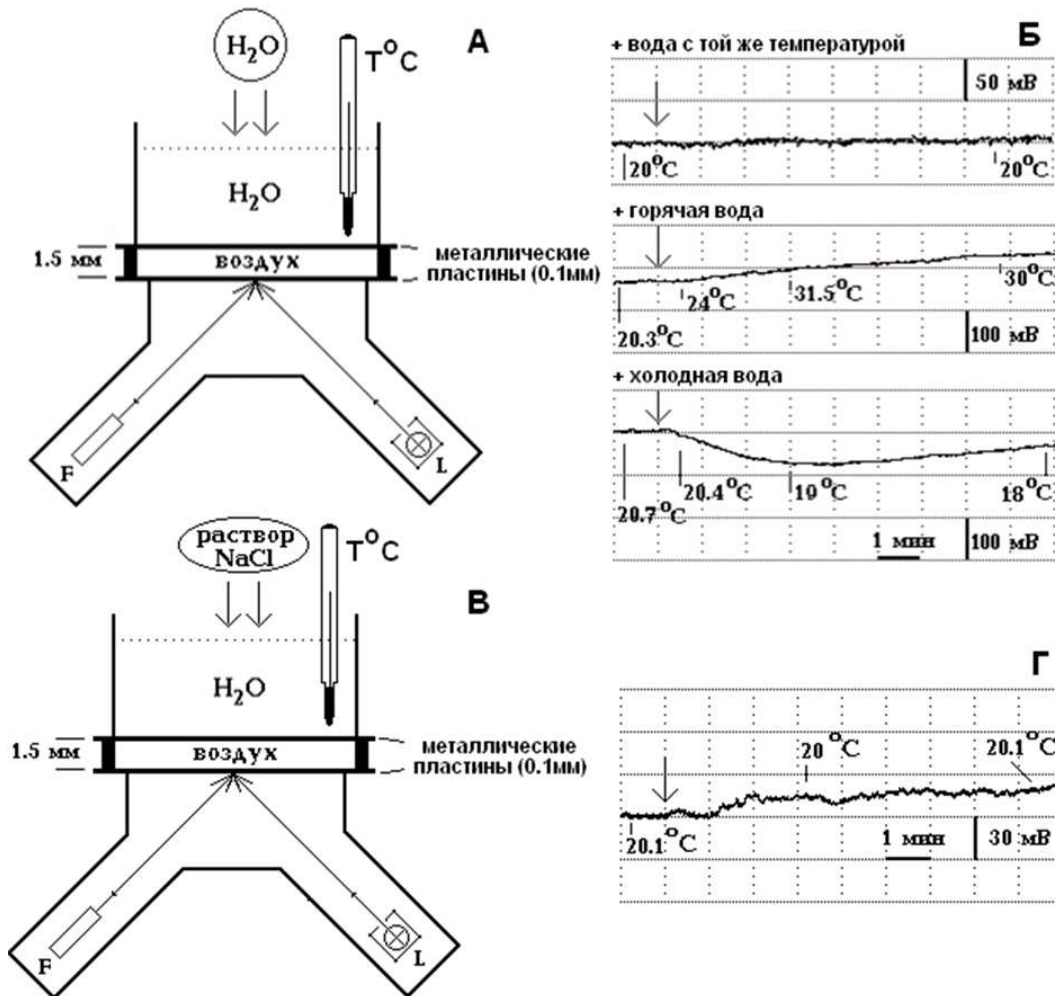 А
H₂O
T°C
H₂O
1.5 мм
воздух
металлические
пластины (0.1мм)
F
L
Б
+ вода с той же температурой
50 мВ
20°C
20°C
+ горячая вода
24°C
31.5°C
30°C
20.3°C
100 мВ
+ холодная вода
20.4°C
19°C
18°C
20.7°C
1 мин
100 мВ
В
раствор
NaCl
T°C
H₂O
1.5 мм
воздух
металлические
пластины (0.1мм)
F
L
Г
20°C
20.1°C
20.1°C
1 мин
30 мВ